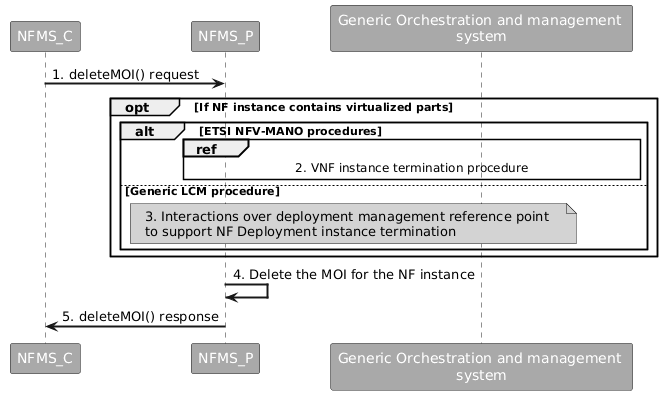 NFMS_C
NFMS_P
Generic Orchestration and management
system
1. deleteMOI() request
opt
[If NF instance contains virtualized parts]
alt
[ETSI NFV-MANO procedures]
ref
2. VNF instance termination procedure
[Generic LCM procedure]
3. Interactions over deployment management reference point
to support NF Deployment instance termination
4. Delete the MOI for the NF instance
5. deleteMOI() response
NFMS_C
NFMS_P
Generic Orchestration and management
system